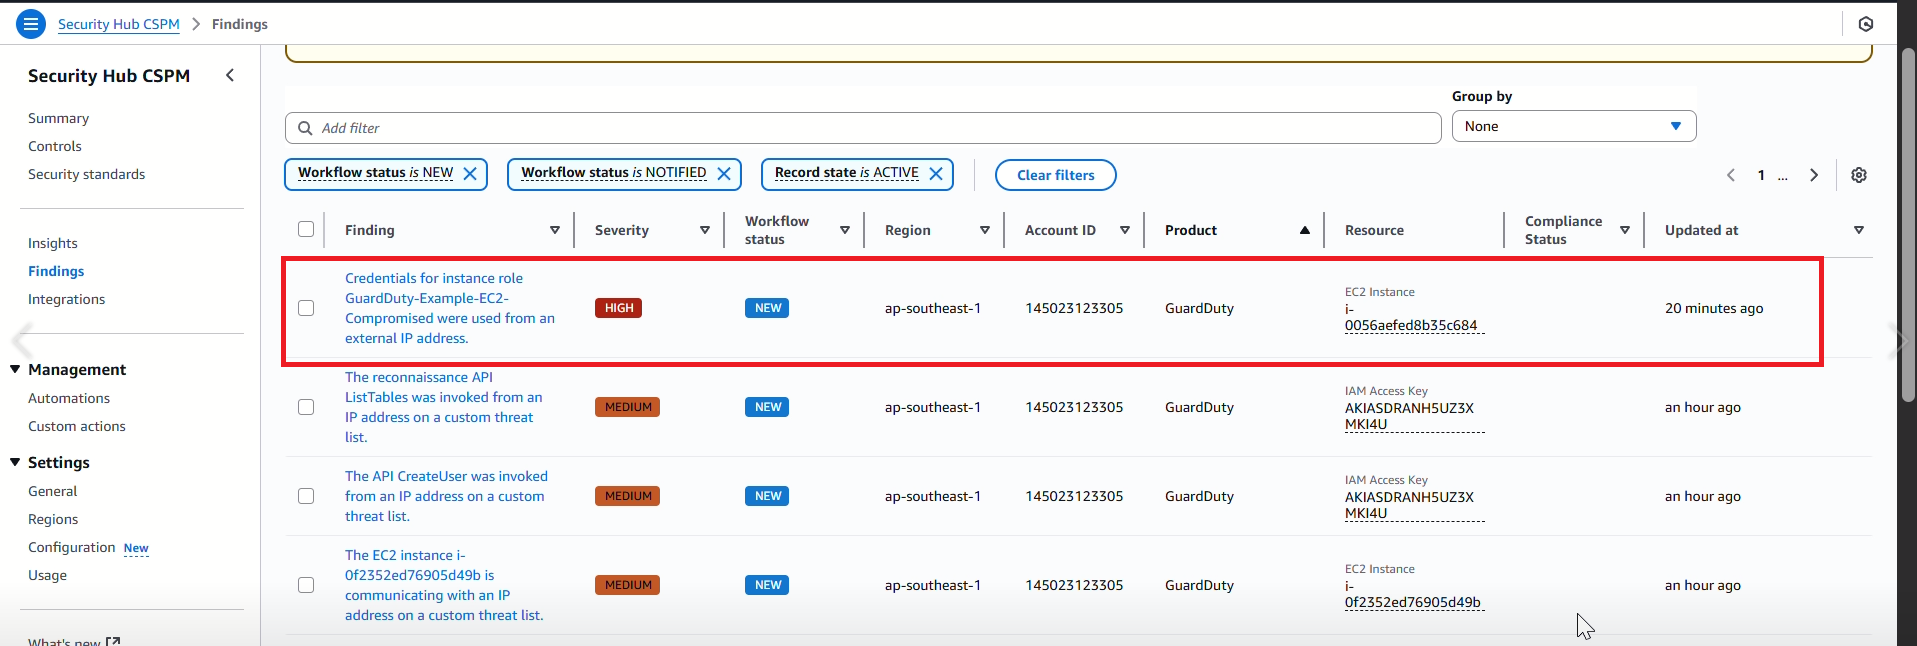 Security Hub CSPM > Findings
Security Hub CSPM
Summary
Controls
Security standards
Insights
Findings
Integrations
Management
Automations
Custom actions
Settings
General
Regions
Configuration New
Usage
What's new
Add filter
Group by
None
Workflow status is NEW
Workflow status is NOTIFIED
Record state is ACTIVE
Clear filters
1 ...
Finding
Severity
Workflow
status
Region
Account ID
Product
Resource
Compliance
Status
Updated at
Credentials for instance role
GuardDuty-Example-EC2-
Compromised were used from an
external IP address.
HIGH
NEW
ap-southeast-1
145023123305
GuardDuty
EC2 Instance
i-
0056aefed8b35c684
20 minutes ago
The reconnaissance API
ListTables was invoked from an
IP address on a custom threat
list.
MEDIUM
NEW
ap-southeast-1
145023123305
GuardDuty
IAM Access Key
AKIASDRANH5UZ3X
MKI4U
an hour ago
The API CreateUser was invoked
from an IP address on a custom
threat list.
MEDIUM
NEW
ap-southeast-1
145023123305
GuardDuty
IAM Access Key
AKIASDRANH5UZ3X
MKI4U
an hour ago
The EC2 instance i-
0f2352ed76905d49b is
communicating with an IP
address on a custom threat list.
MEDIUM
NEW
ap-southeast-1
145023123305
GuardDuty
EC2 Instance
i-
0f2352ed76905d49b
an hour ago